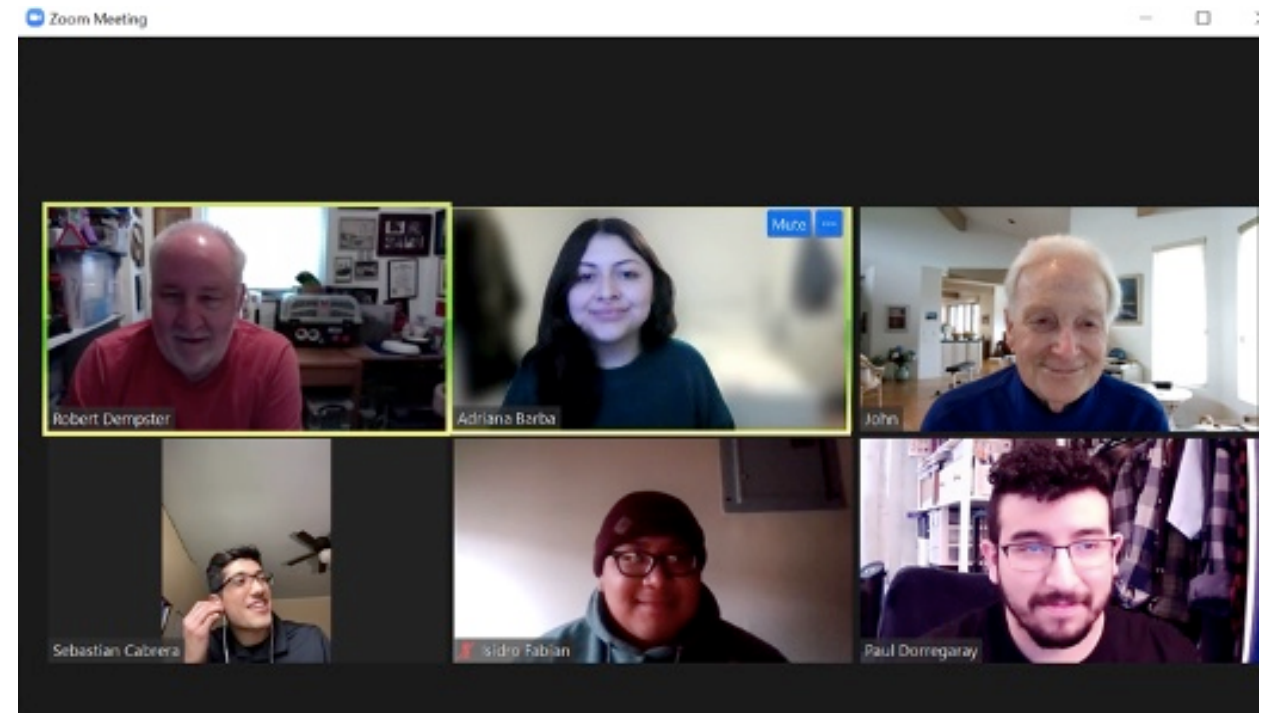 Zoom Meeting
Mute
Robert Dempster
Adriana Barba
John
Sebastian Cabrera
Isidro Fabian
Paul Dorregaray